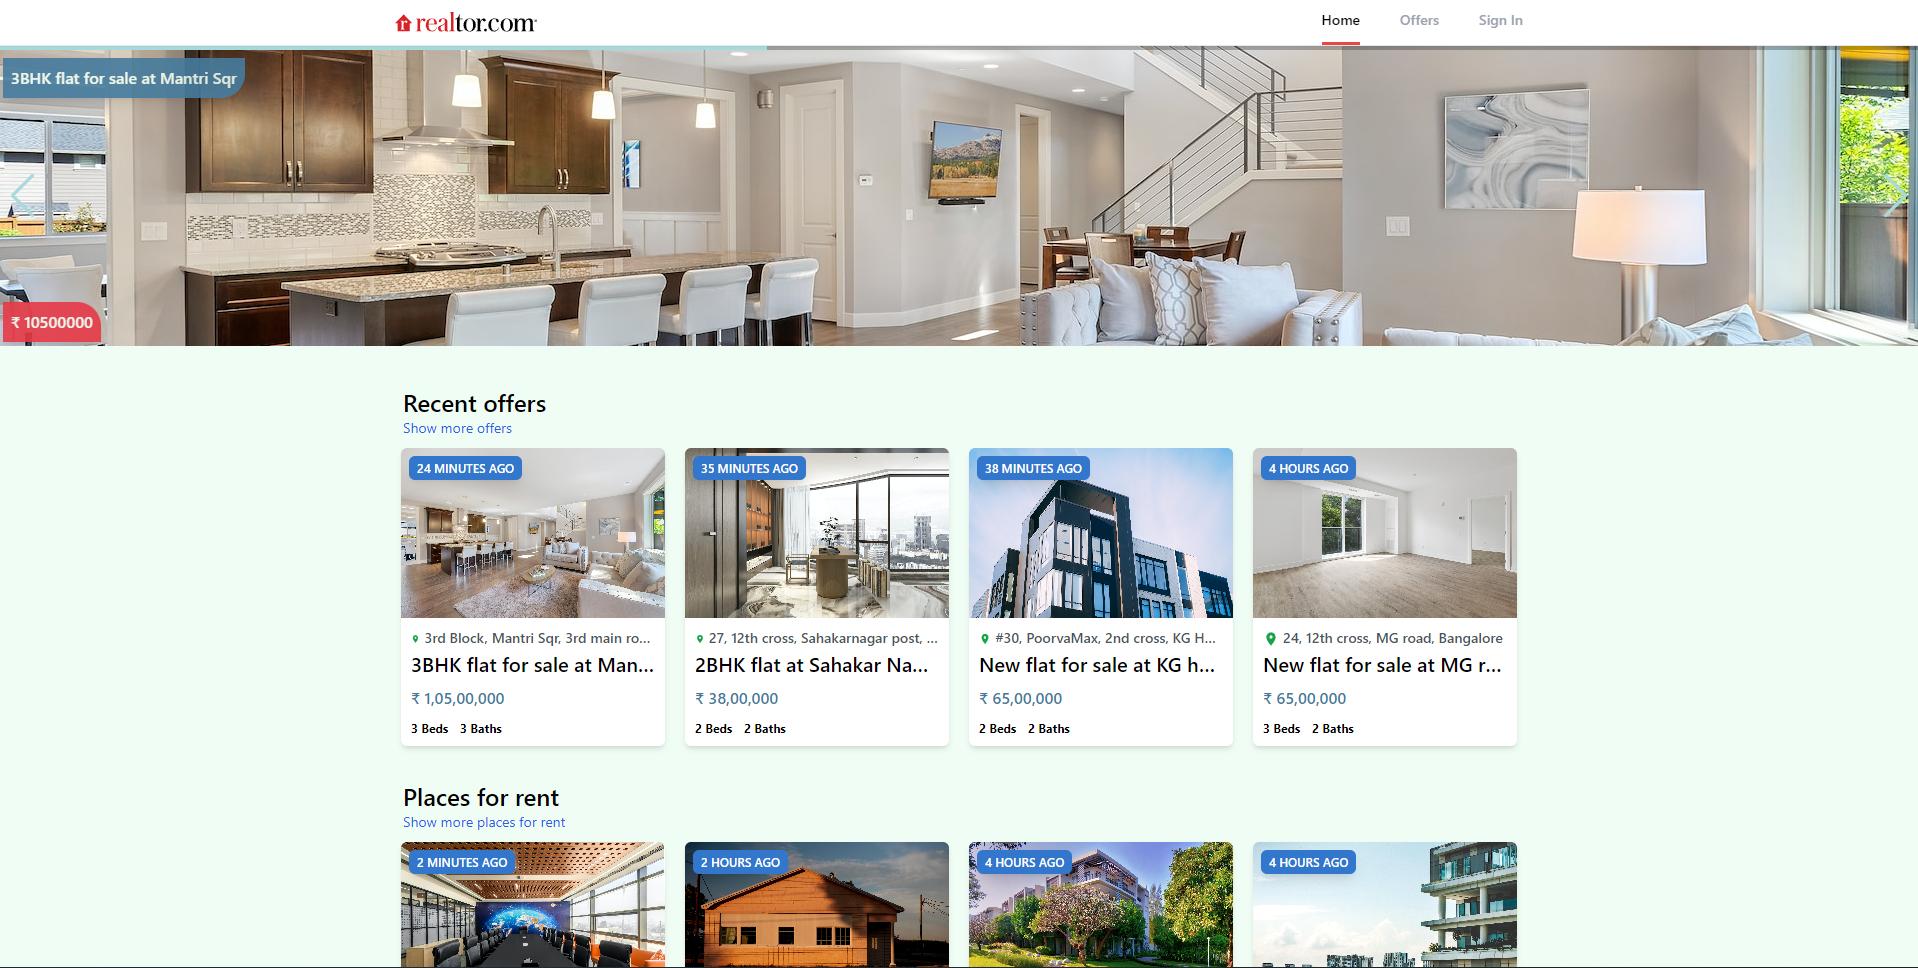 realtor.com
Home
Offers
Sign In
3BHK flat for sale at Mantri Sqr
₹ 10500000
Recent offers
Show more offers
24 MINUTES AGO
3rd Block, Mantri Sqr, 3rd main ro...
3BHK flat for sale at Man...
₹ 1,05,00,000
3 Beds 3 Baths
35 MINUTES AGO
27, 12th cross, Sahakarnagar post, ...
2BHK flat at Sahakar Na...
₹ 38,00,000
2 Beds 2 Baths
38 MINUTES AGO
#30, PoorvaMax, 2nd cross, KG H...
New flat for sale at KG h...
₹ 65,00,000
2 Beds 2 Baths
4 HOURS AGO
24, 12th cross, MG road, Bangalore
New flat for sale at MG r...
₹ 65,00,000
3 Beds 2 Baths
Places for rent
Show more places for rent
2 MINUTES AGO
2 HOURS AGO
4 HOURS AGO
4 HOURS AGO